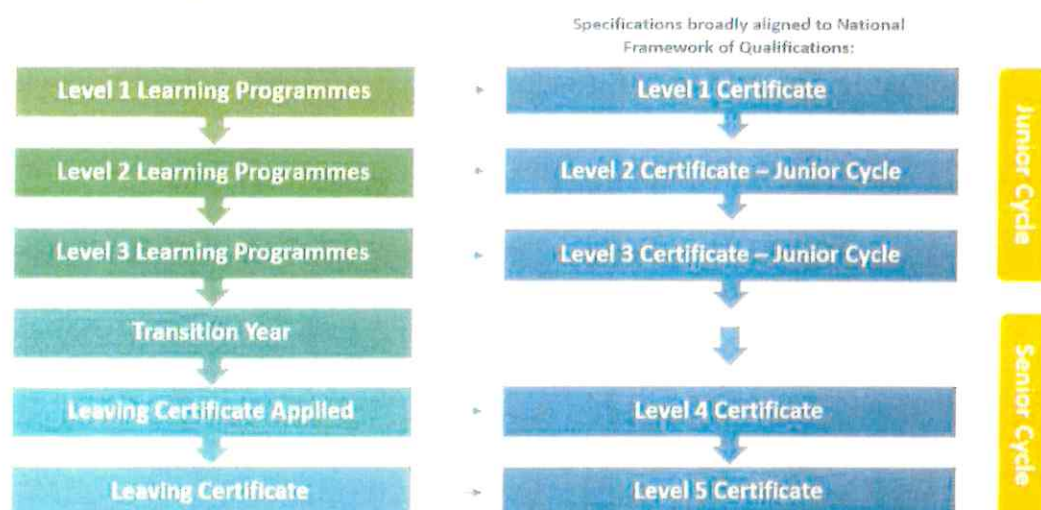 Specifications broadly aligned to National
Framework of Qualifications:
Level 1 Learning Programmes
Level 1 Certificate
Level 2 Learning Programmes
Level 2 Certificate – Junior Cycle
Level 3 Learning Programmes
Level 3 Certificate – Junior Cycle
Junior Cycle
Transition Year
Leaving Certificate Applied
Level 4 Certificate
Leaving Certificate
Level 5 Certificate
Senior Cycle